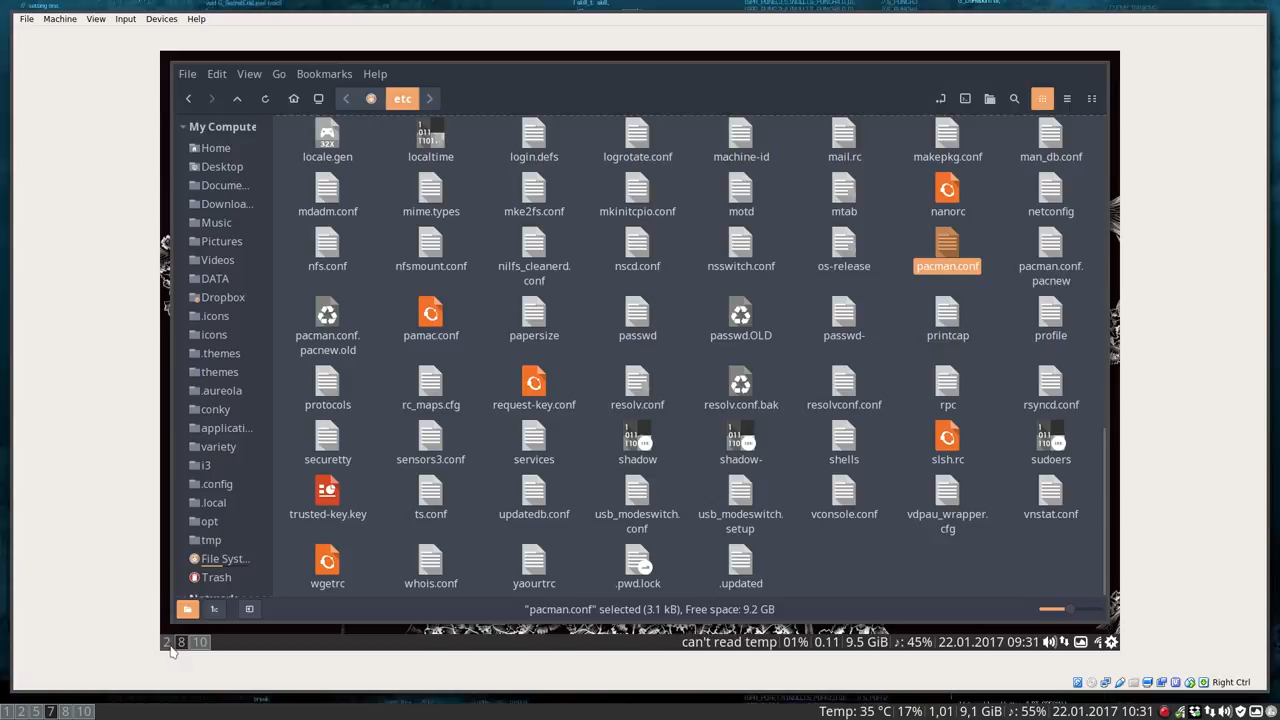 File Machine View Input Devices Help
File Edit View Go Bookmarks Help
etc
My Compute
Home
Desktop
Docume...
Downloa...
Music
Pictures
Videos
DATA
Dropbox
.icons
icons
.themes
themes
.aureola
conky
applicati...
variety
i3
.config
.local
opt
tmp
File Syst...
Trash
locale.gen localtime login.defs logrotate.conf machine-id mail.rc makepkg.conf man_db.conf
mdadm.conf mime.types mke2fs.conf mkinitcpio.conf motd mtab nanorc netconfig
nfs.conf nfsmount.conf nilfs_cleanerd. nscd.conf nsswitch.conf os-release pacman.conf pacman.conf.
conf pacnew
pacman.conf. pamac.conf papersize passwd passwd.OLD passwd- printcap profile
pacnew.old
protocols rc_maps.cfg request-key.conf resolv.conf resolv.conf.bak resolvconf.conf rpc rsyncd.conf
securetty sensors3.conf services shadow shadow- shells slsh.rc sudoers
trusted-key.key ts.conf updatedb.conf usb_modeswitch. usb_modeswitch. vconsole.conf vdpau_wrapper. vnstat.conf
conf setup cfg
wgetrc whois.conf yaourtrc .pwd.lock .updated
"pacman.conf" selected (3.1 kB), Free space: 9.2 GB
2 8 10 can't read temp 01% 0.11 9.5 GiB ♪: 45% 22.01.2017 09:31
Right Ctrl
1 2 5 7 8 10 Temp: 35 °C 17% 1,01 9,1 GiB ♪: 55% 22.01.2017 10:31